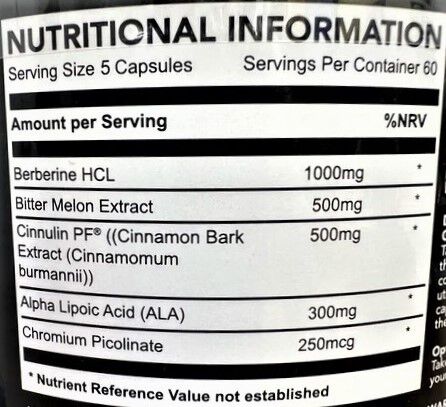 NUTRITIONAL INFORMATION
Serving Size 5 Capsules Servings Per Container 60
Amount per Serving %NRV
Berberine HCL 1000mg *
Bitter Melon Extract 500mg *
Cinnulin PF® ((Cinnamon Bark 500mg *
Extract (Cinnamomum
burmannii))
Alpha Lipoic Acid (ALA) 300mg *
Chromium Picolinate 250mcg *
* Nutrient Reference Value not established